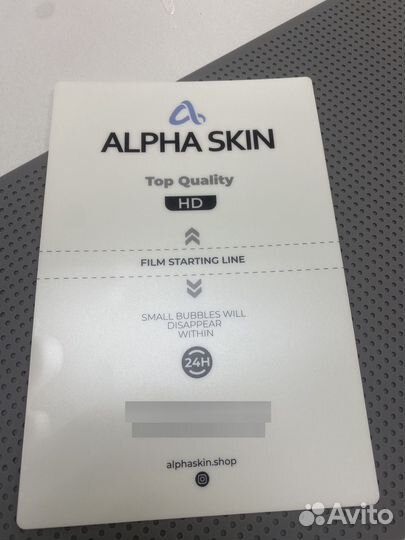 ALPHA SKIN
Top Quality
HD
FILM STARTING LINE
SMALL BUBBLES WILL
DISAPPEAR
WITHIN
24H
alphaskin.shop
Avito